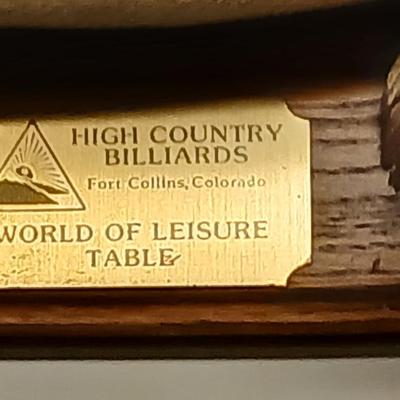 HIGH COUNTRY
BILLIARDS
Fort Collins, Colorado
WORLD OF LEISURE
TABLE